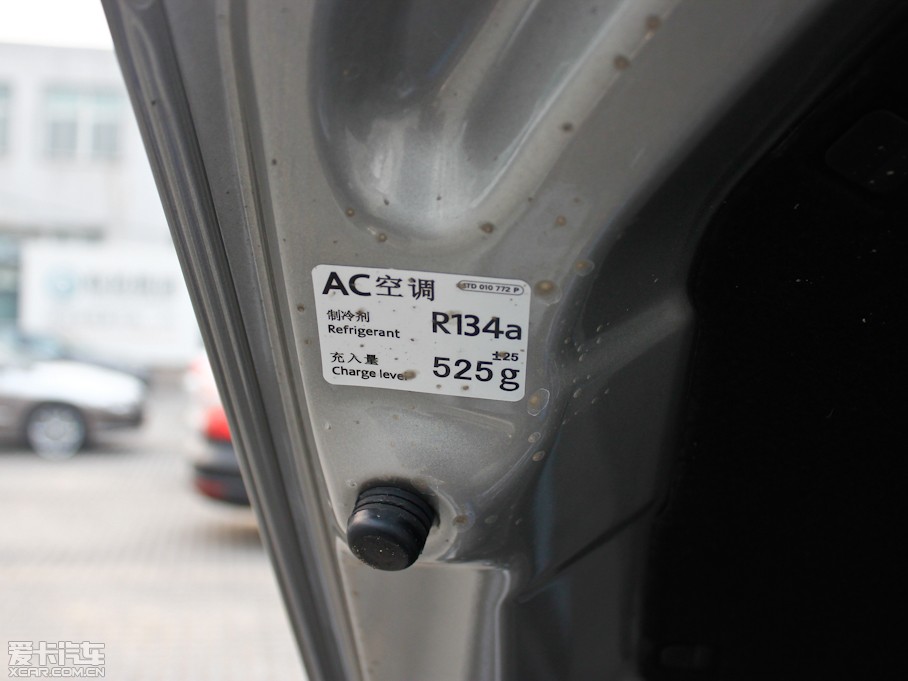 AC空调 5TD 010 772 P
制冷剂
Refrigerant R134a
充入量 ±25
Charge level 525g
爱卡汽车
XCAR.COM.CN